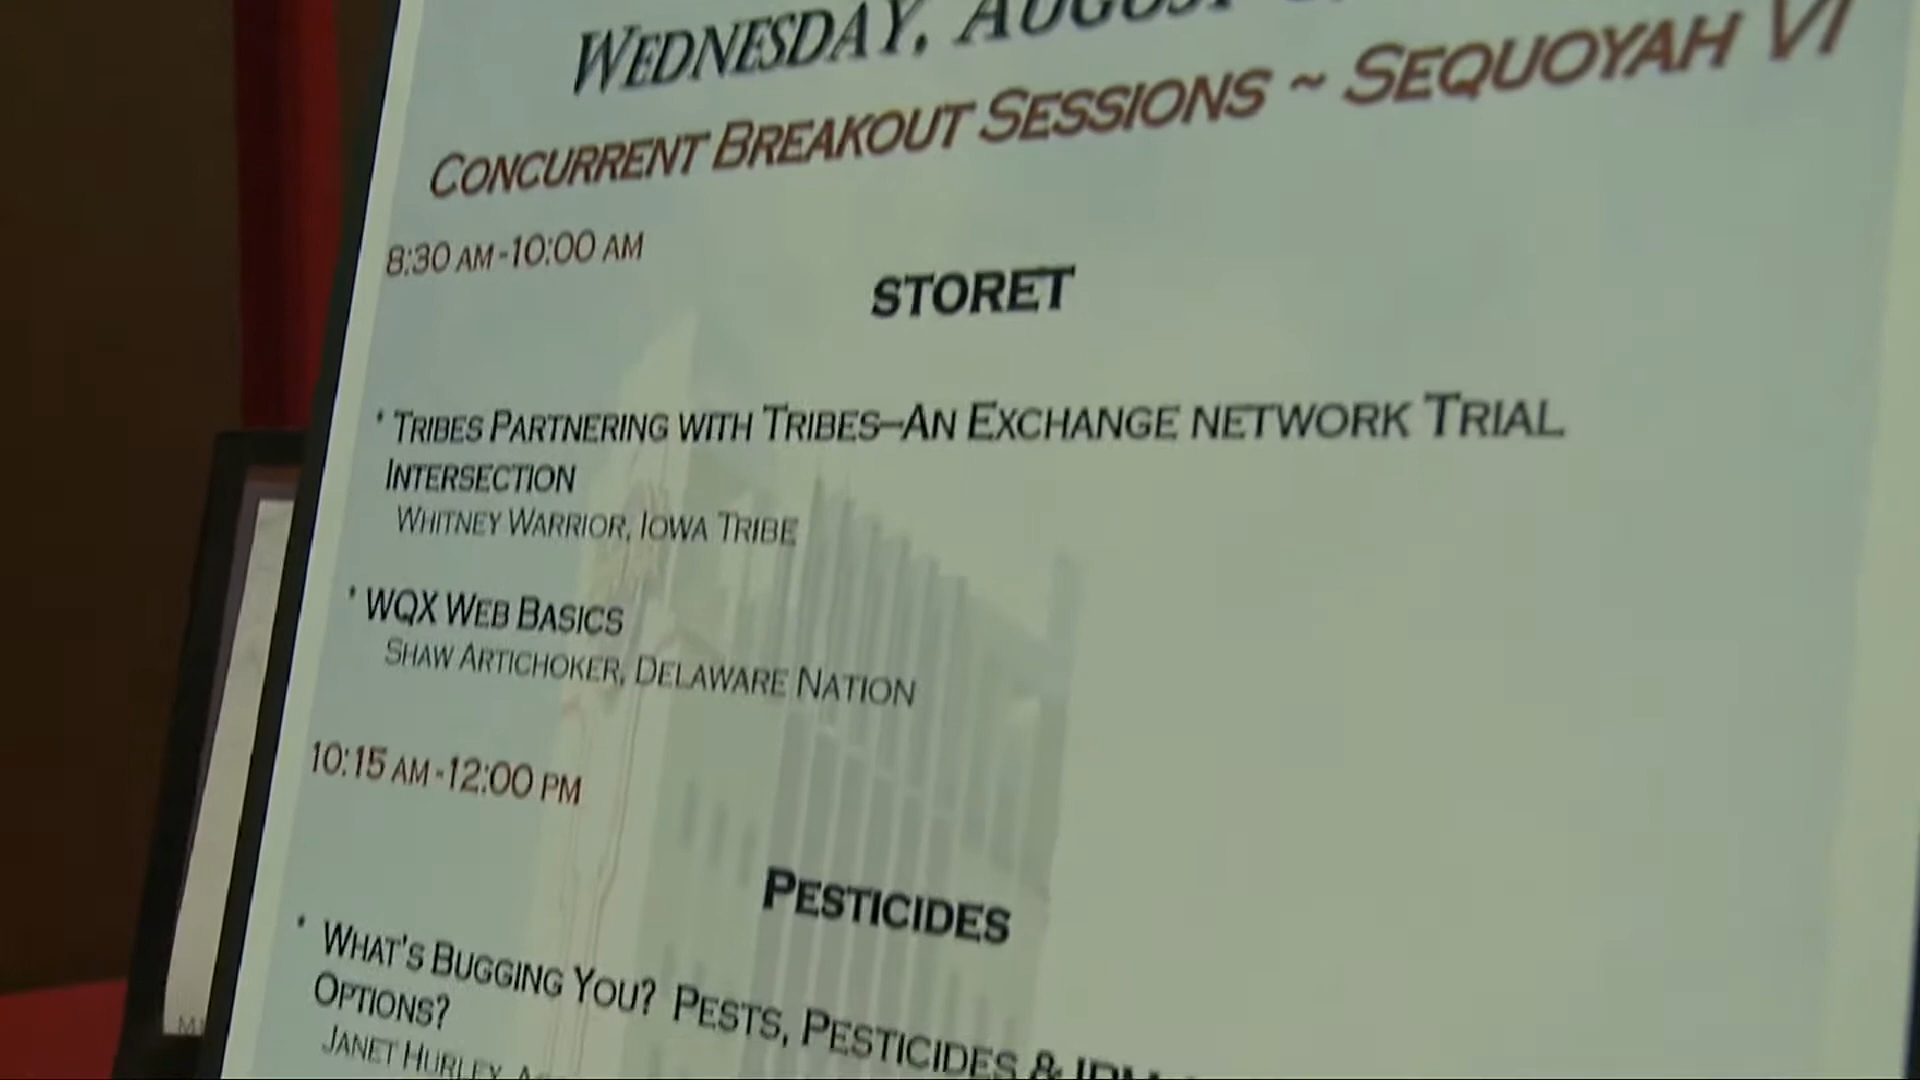 WEDNESDAY, AUGUST
CONCURRENT BREAKOUT SESSIONS ~ SEQUOYAH VI
8:30 AM-10:00 AM
STORET
* TRIBES PARTNERING WITH TRIBES—AN EXCHANGE NETWORK TRIAL
INTERSECTION
WHITNEY WARRIOR, IOWA TRIBE
* WQX WEB BASICS
SHAW ARTICHOKER, DELAWARE NATION
10:15 AM-12:00 PM
PESTICIDES
* WHAT'S BUGGING YOU? PESTS, PESTICIDES &
OPTIONS?
JANET HURLEY,